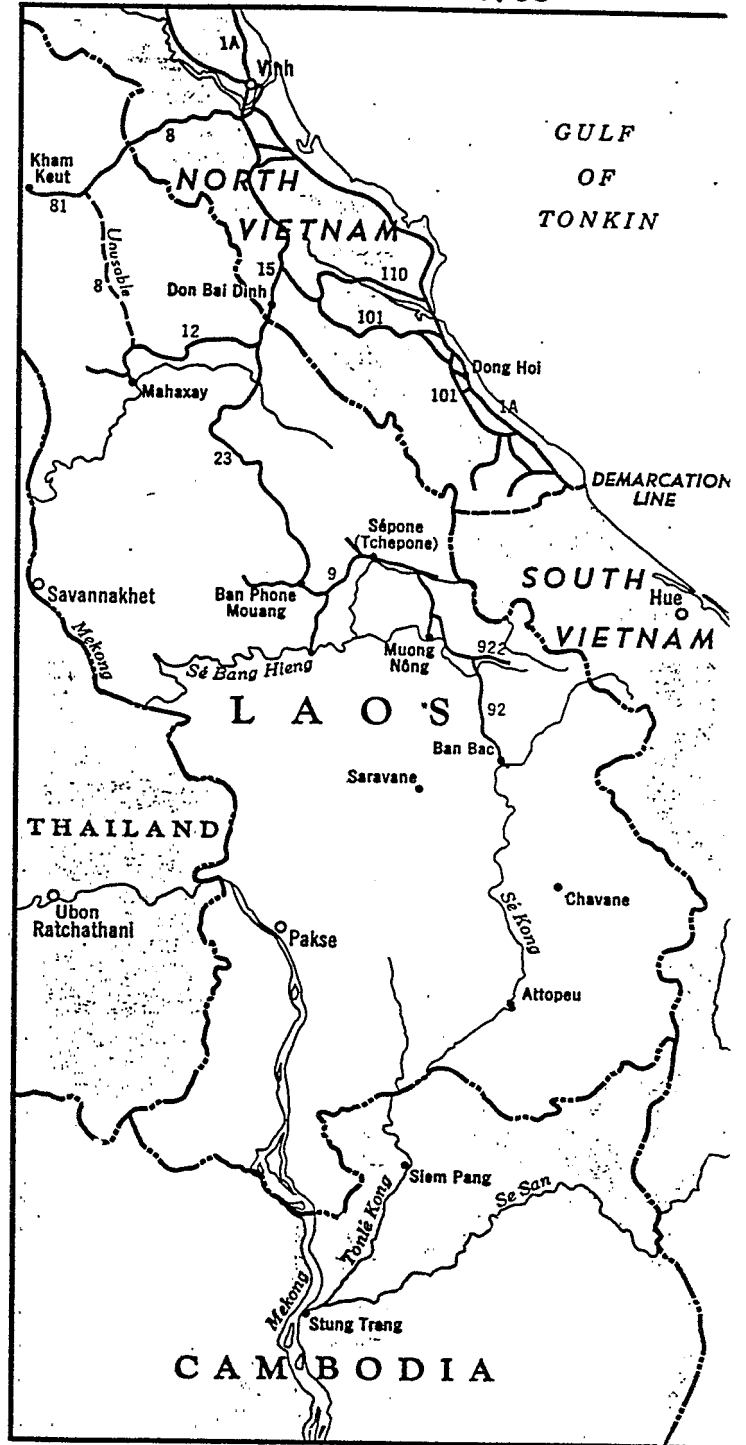 1A
Vinh
GULF
OF
TONKIN
8
Kham
Keut
81
NORTH
VIETNAM
Unusable
8
15
110
Don Bai Dinh
101
12
Dong Hoi
Mahaxay
101
1A
23
DEMARCATION
LINE
Sépone
(Tchepone)
SOUTH
Hue
VIETNAM
Savannakhet
Ban Phone
Mouang
9
Mekong
Muong
Nông
922
Sé Bang Hieng
LAOS
92
Ban Bac
Saravane
THAILAND
Chavane
Ubon
Ratchathani
Sé Kong
Pakse
Attopeu
Siem Pang
Se San
Tonlé Kong
Mekong
Stung Treng
CAMBODIA